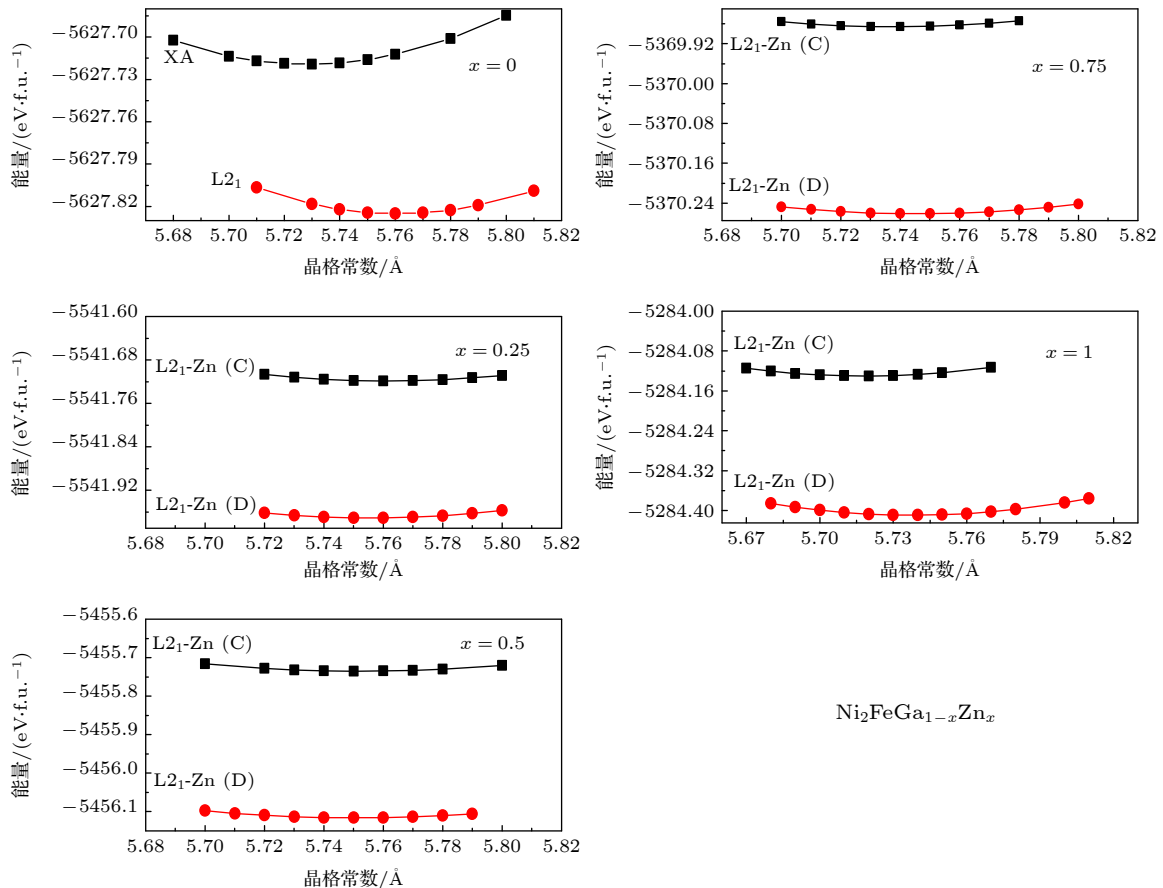 −5627.70
−5627.73
−5627.76
−5627.79
−5627.82
能量/(eV·f.u.⁻¹)
XA
x = 0
L2₁
5.68 5.70 5.72 5.74 5.76 5.78 5.80 5.82
晶格常数/Å
−5369.92
−5370.00
−5370.08
−5370.16
−5370.24
能量/(eV·f.u.⁻¹)
L2₁-Zn (C)
x = 0.75
L2₁-Zn (D)
5.68 5.70 5.72 5.74 5.76 5.78 5.80 5.82
晶格常数/Å
−5541.60
−5541.68
−5541.76
−5541.84
−5541.92
能量/(eV·f.u.⁻¹)
x = 0.25
L2₁-Zn (C)
L2₁-Zn (D)
5.68 5.70 5.72 5.74 5.76 5.78 5.80 5.82
晶格常数/Å
−5284.00
−5284.08
−5284.16
−5284.24
−5284.32
−5284.40
能量/(eV·f.u.⁻¹)
L2₁-Zn (C)
x = 1
L2₁-Zn (D)
5.67 5.70 5.73 5.76 5.79 5.82
晶格常数/Å
−5455.6
−5455.7
−5455.8
−5456.0
−5456.1
能量/(eV·f.u.⁻¹)
L2₁-Zn (C)
x = 0.5
L2₁-Zn (D)
5.68 5.70 5.72 5.74 5.76 5.78 5.80 5.82
晶格常数/Å
Ni₂FeGa₁₋ₓZnₓ